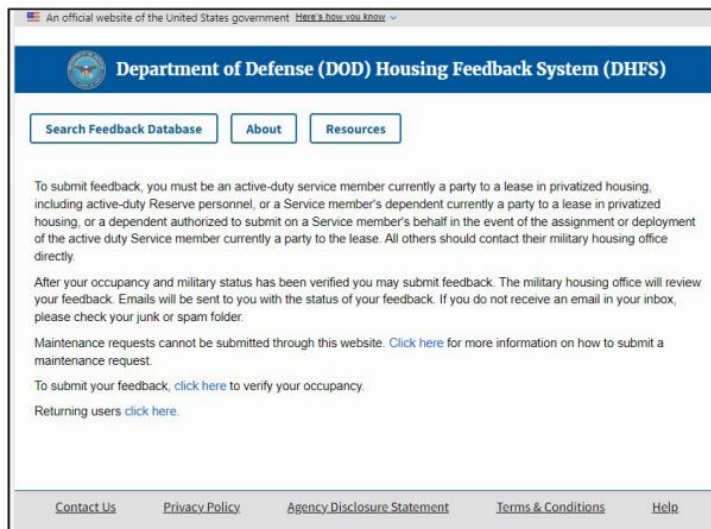 An official website of the United States government Here's how you know
Department of Defense (DOD) Housing Feedback System (DHFS)
Search Feedback Database About Resources
To submit feedback, you must be an active-duty service member currently a party to a lease in privatized housing,
including active-duty Reserve personnel, or a Service member's dependent currently a party to a lease in privatized
housing, or a dependent authorized to submit on a Service member's behalf in the event of the assignment or deployment
of the active duty Service member currently a party to the lease. All others should contact their military housing office
directly.
After your occupancy and military status has been verified you may submit feedback. The military housing office will review
your feedback. Emails will be sent to you with the status of your feedback. If you do not receive an email in your inbox,
please check your junk or spam folder.
Maintenance requests cannot be submitted through this website. Click here for more information on how to submit a
maintenance request.
To submit your feedback, click here to verify your occupancy.
Returning users click here.
Contact Us Privacy Policy Agency Disclosure Statement Terms & Conditions Help